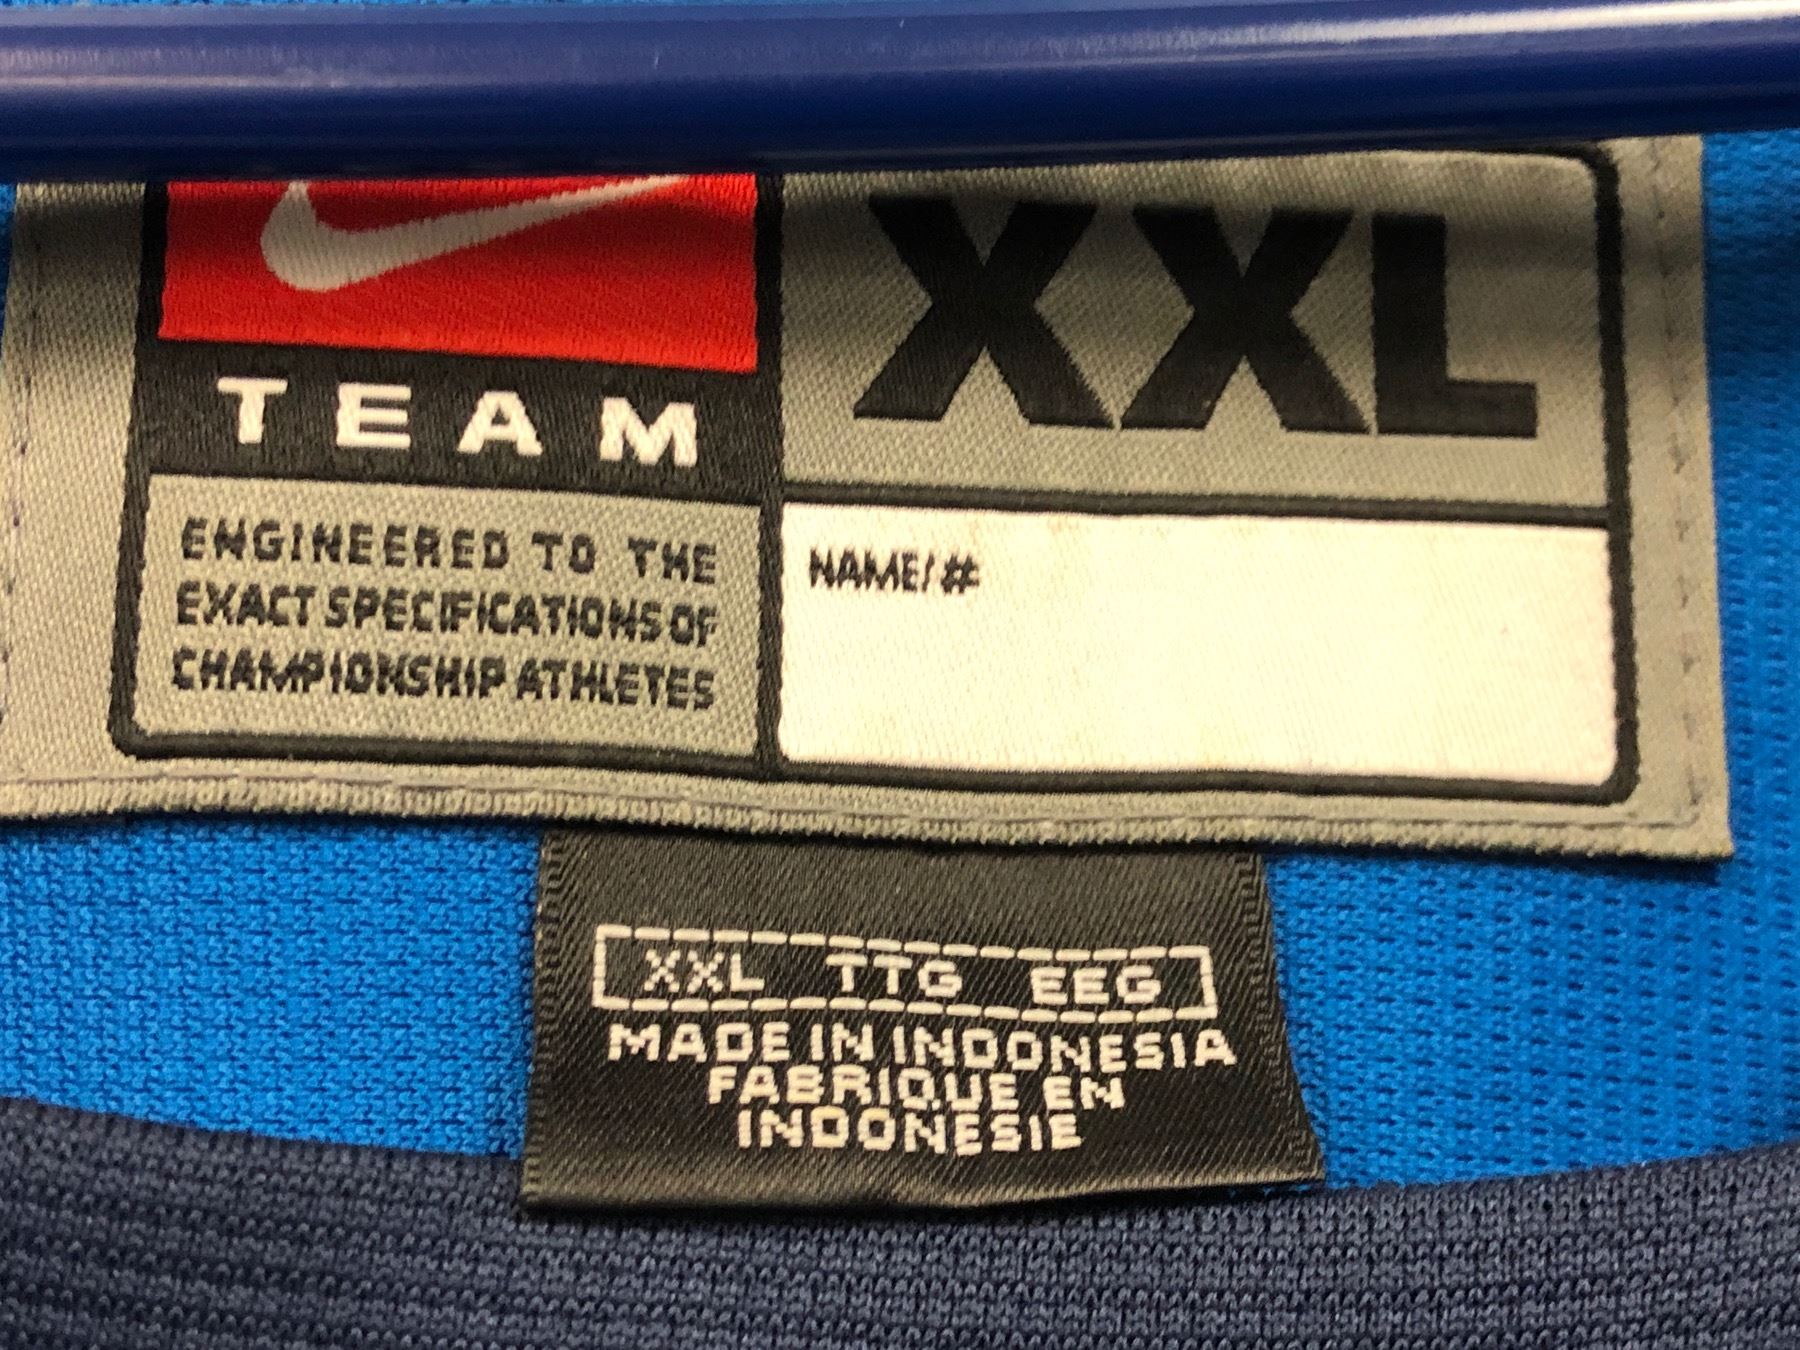 TEAM
XXL
ENGINEERED TO THE
EXACT SPECIFICATIONS OF
CHAMPIONSHIP ATHLETES
NAME/#
XXL TTG EEG
MADE IN INDONESIA
FABRIQUE EN
INDONESIE